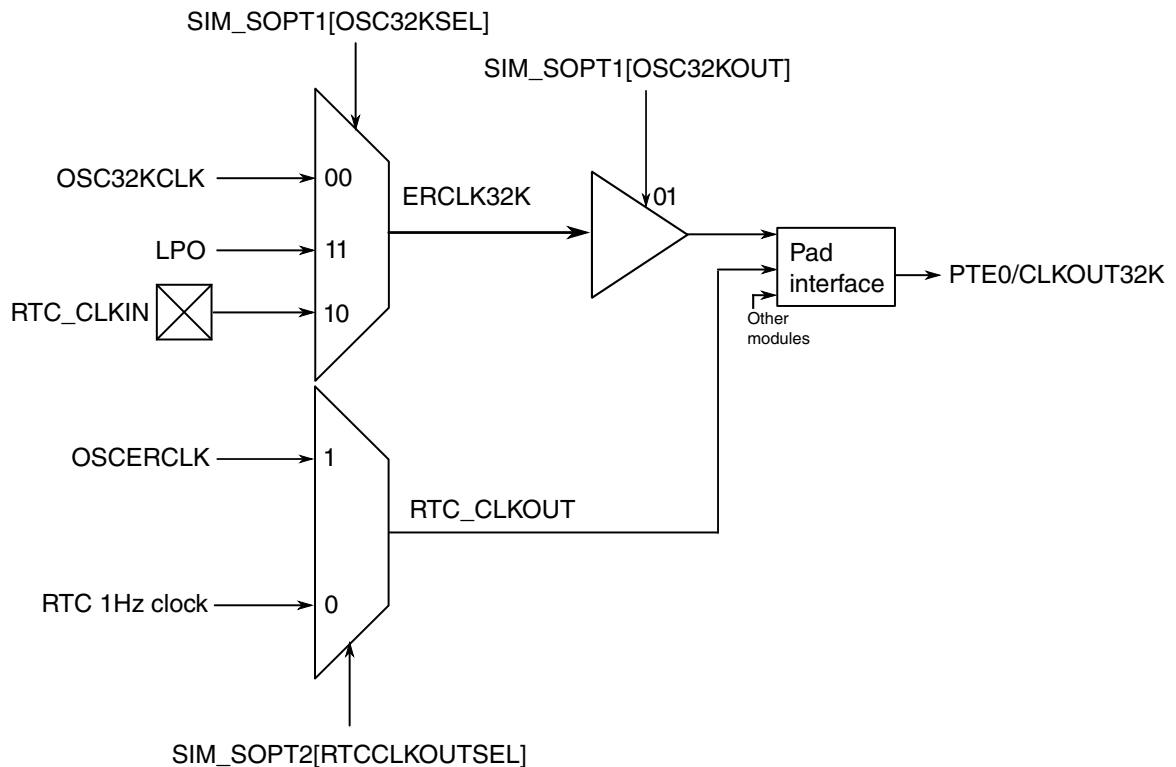 SIM_SOPT1[OSC32KSEL]
SIM_SOPT1[OSC32KOUT]
OSC32KCLK
00
ERCLK32K
01
LPO
11
Pad
interface
PTE0/CLKOUT32K
RTC_CLKIN
10
Other
modules
OSCERCLK
1
RTC_CLKOUT
RTC 1Hz clock
0
SIM_SOPT2[RTCCLKOUTSEL]